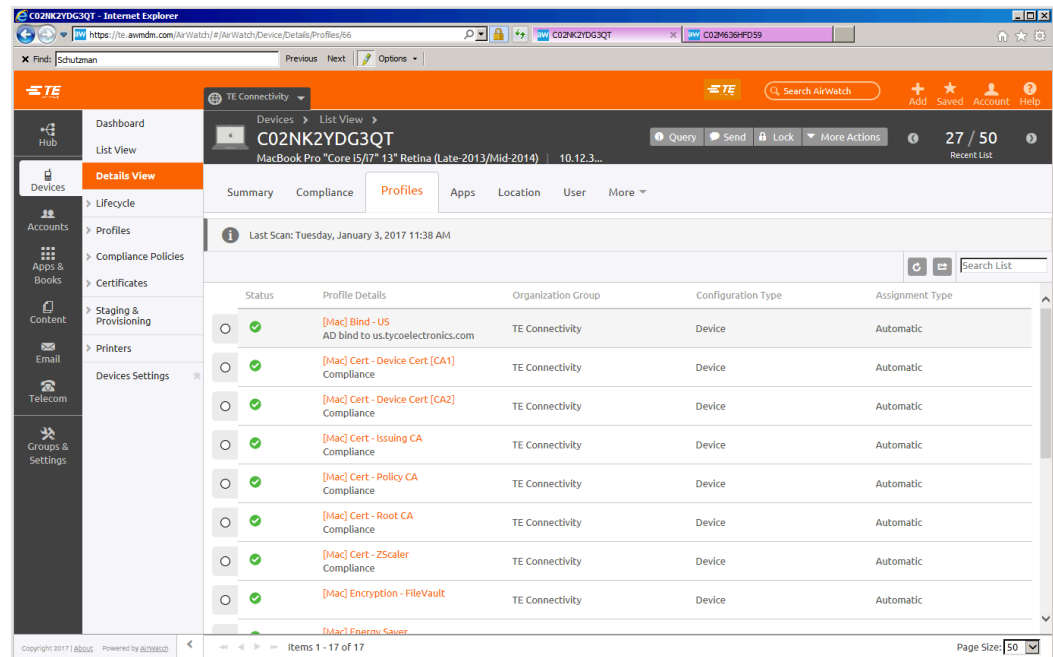 C02NK2YDG3QT - Internet Explorer
https://te.awmdm.com/AirWatch/#/AirWatch/Device/Details/Profiles/66
C02NK2YDG3QT
C02M636HFD59
Find: Schutzman
Previous Next Options
TE
TE Connectivity
TE
Search AirWatch
Add Saved Account Help
Hub
Devices
Accounts
Apps & Books
Content
Email
Telecom
Groups & Settings
Dashboard
List View
Details View
Lifecycle
Profiles
Compliance Policies
Certificates
Staging & Provisioning
Printers
Devices Settings
Devices > List View >
C02NK2YDG3QT
MacBook Pro "Core i5/i7" 13" Retina (Late-2013/Mid-2014) | 10.12.3...
Query Send Lock More Actions
27 / 50
Recent List
Summary Compliance Profiles Apps Location User More
Last Scan: Tuesday, January 3, 2017 11:38 AM
Search List
Status Profile Details Organization Group Configuration Type Assignment Type
[Mac] Bind - US
AD bind to us.tycoelectronics.com
TE Connectivity Device Automatic
[Mac] Cert - Device Cert [CA1]
Compliance
TE Connectivity Device Automatic
[Mac] Cert - Device Cert [CA2]
Compliance
TE Connectivity Device Automatic
[Mac] Cert - Issuing CA
Compliance
TE Connectivity Device Automatic
[Mac] Cert - Policy CA
Compliance
TE Connectivity Device Automatic
[Mac] Cert - Root CA
Compliance
TE Connectivity Device Automatic
[Mac] Cert - ZScaler
Compliance
TE Connectivity Device Automatic
[Mac] Encryption - FileVault
TE Connectivity Device Automatic
[Mac] Energy Saver
Copyright 2017 | About Powered by AirWatch
Items 1 - 17 of 17
Page Size: 50